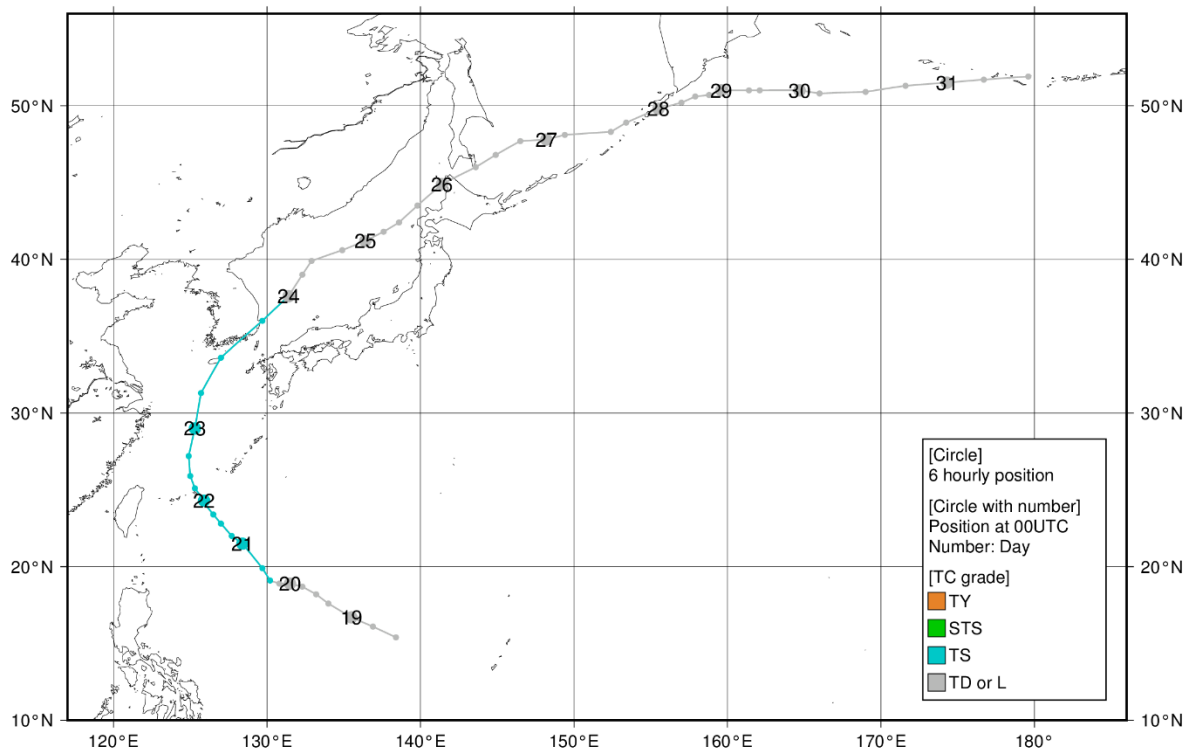 50°N
50°N
40°N
40°N
30°N
30°N
20°N
20°N
10°N
10°N
120°E
130°E
140°E
150°E
160°E
170°E
180°
31
30
29
28
27
26
25
24
23
22
21
20
19
[Circle]
6 hourly position
[Circle with number]
Position at 00UTC
Number: Day
[TC grade]
TY
STS
TS
TD or L